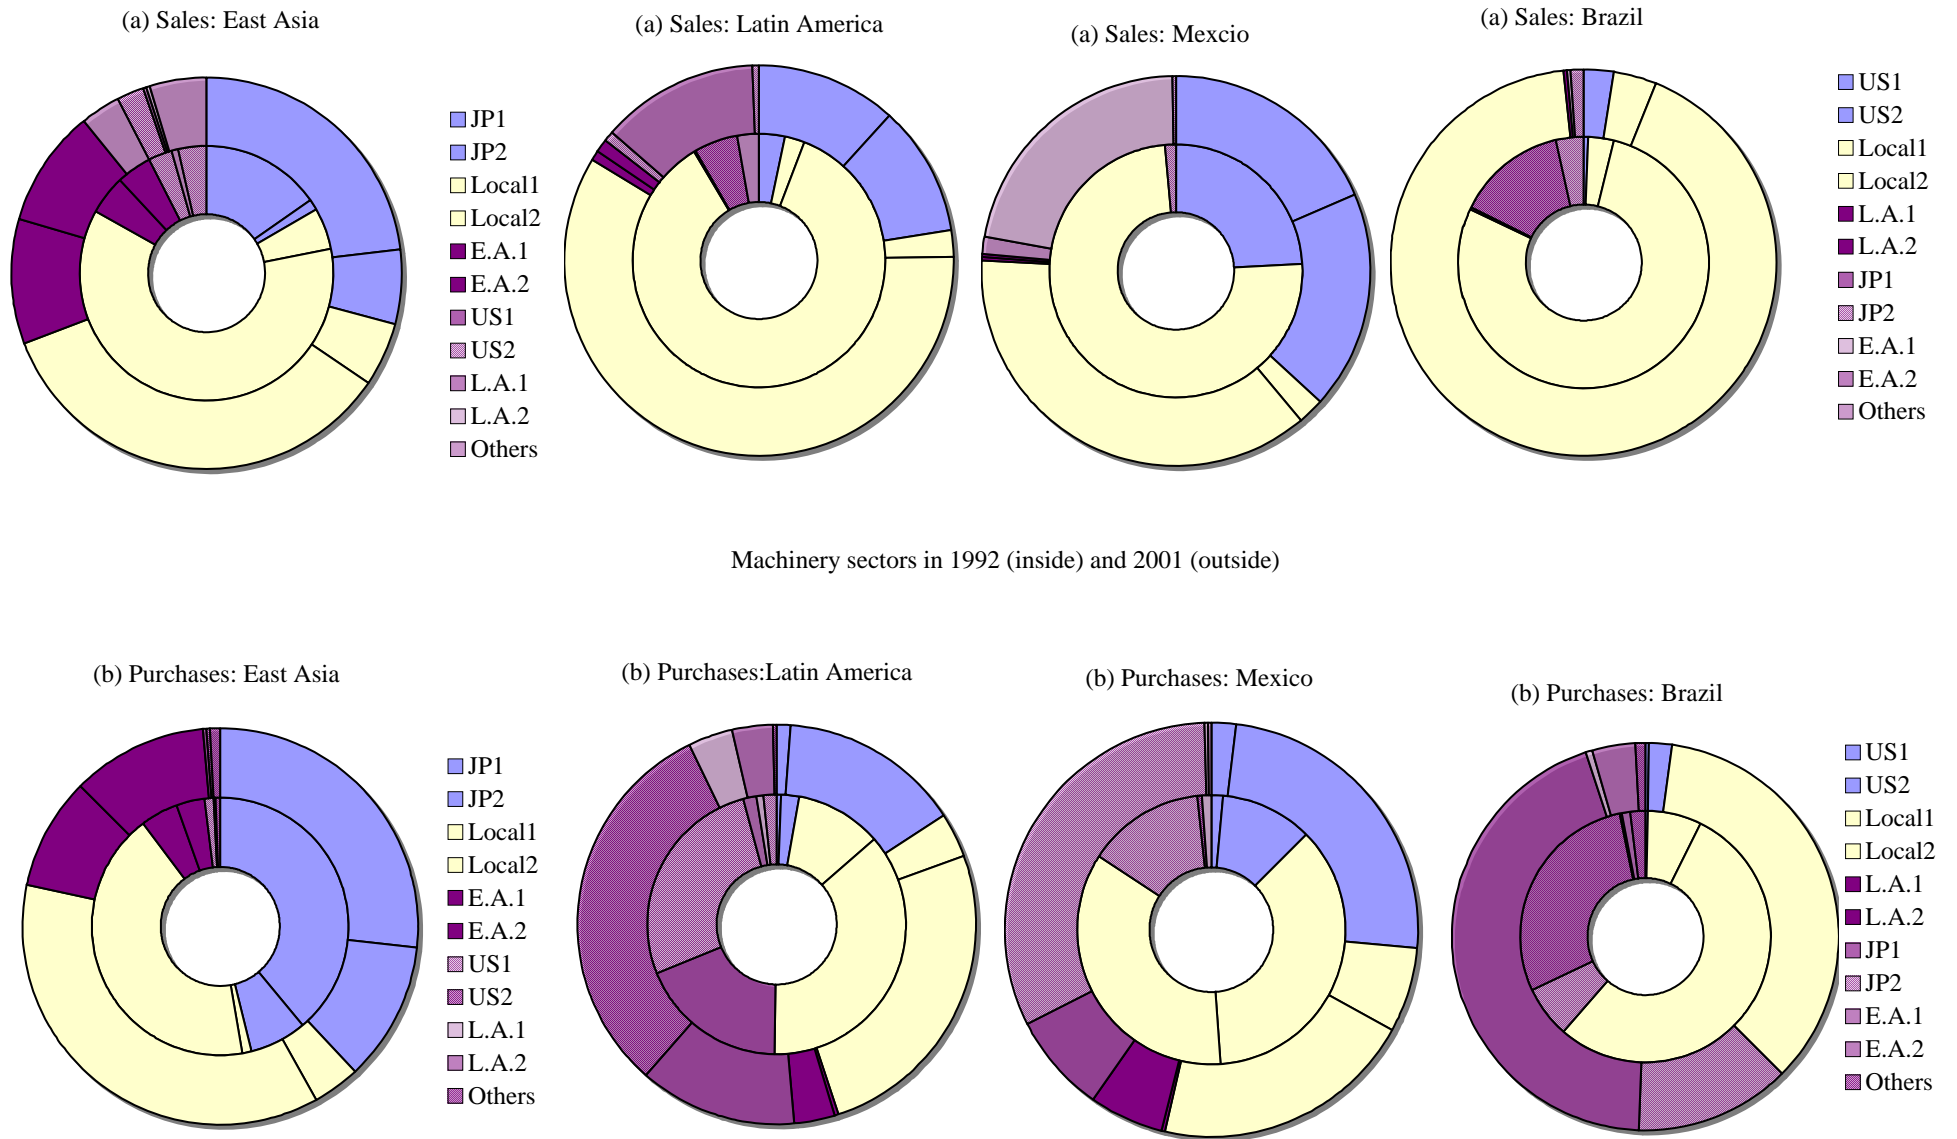 (a) Sales: East Asia
(a) Sales: Latin America
(a) Sales: Mexcio
(a) Sales: Brazil
JP1
JP2
Local1
Local2
E.A.1
E.A.2
US1
US2
L.A.1
L.A.2
Others
US1
US2
Local1
Local2
L.A.1
L.A.2
JP1
JP2
E.A.1
E.A.2
Others
Machinery sectors in 1992 (inside) and 2001 (outside)
(b) Purchases: East Asia
(b) Purchases:Latin America
(b) Purchases: Mexico
(b) Purchases: Brazil
JP1
JP2
Local1
Local2
E.A.1
E.A.2
US1
US2
L.A.1
L.A.2
Others
US1
US2
Local1
Local2
L.A.1
L.A.2
JP1
JP2
E.A.1
E.A.2
Others